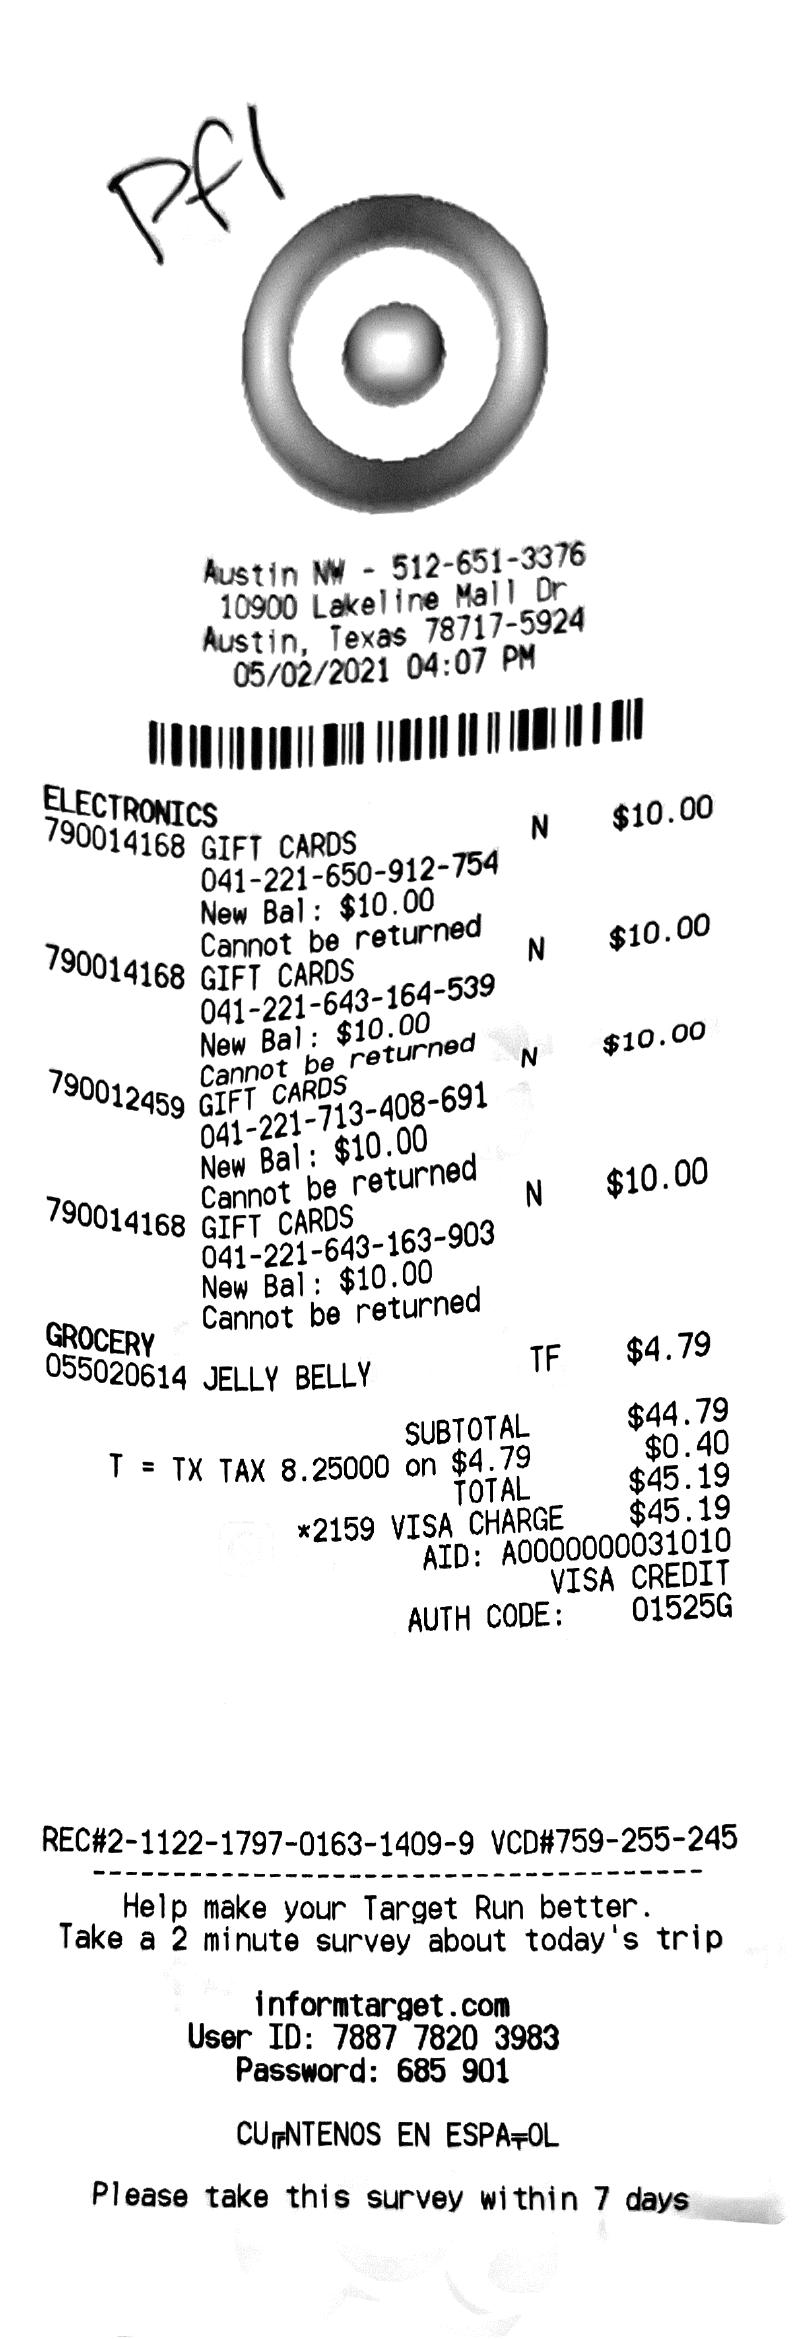 Pf1
Austin NW - 512-651-3376
10900 Lakeline Mall Dr
Austin, Texas 78717-5924
05/02/2021 04:07 PM
ELECTRONICS
790014168 GIFT CARDS N $10.00
041-221-650-912-754
New Bal: $10.00
Cannot be returned
790014168 GIFT CARDS N $10.00
041-221-643-164-539
New Bal: $10.00
Cannot be returned
790012459 GIFT CARDS N $10.00
041-221-713-408-691
New Bal: $10.00
Cannot be returned
790014168 GIFT CARDS N $10.00
041-221-643-163-903
New Bal: $10.00
Cannot be returned
GROCERY
055020614 JELLY BELLY TF $4.79
SUBTOTAL $44.79
T = TX TAX 8.25000 on $4.79 $0.40
TOTAL $45.19
*2159 VISA CHARGE $45.19
AID: A0000000031010
VISA CREDIT
AUTH CODE: 01525G
REC#2-1122-1797-0163-1409-9 VCD#759-255-245
--------------------------------------
Help make your Target Run better.
Take a 2 minute survey about today's trip
informtarget.com
User ID: 7887 7820 3983
Password: 685 901
CU╓NTENOS EN ESPA╤OL
Please take this survey within 7 days